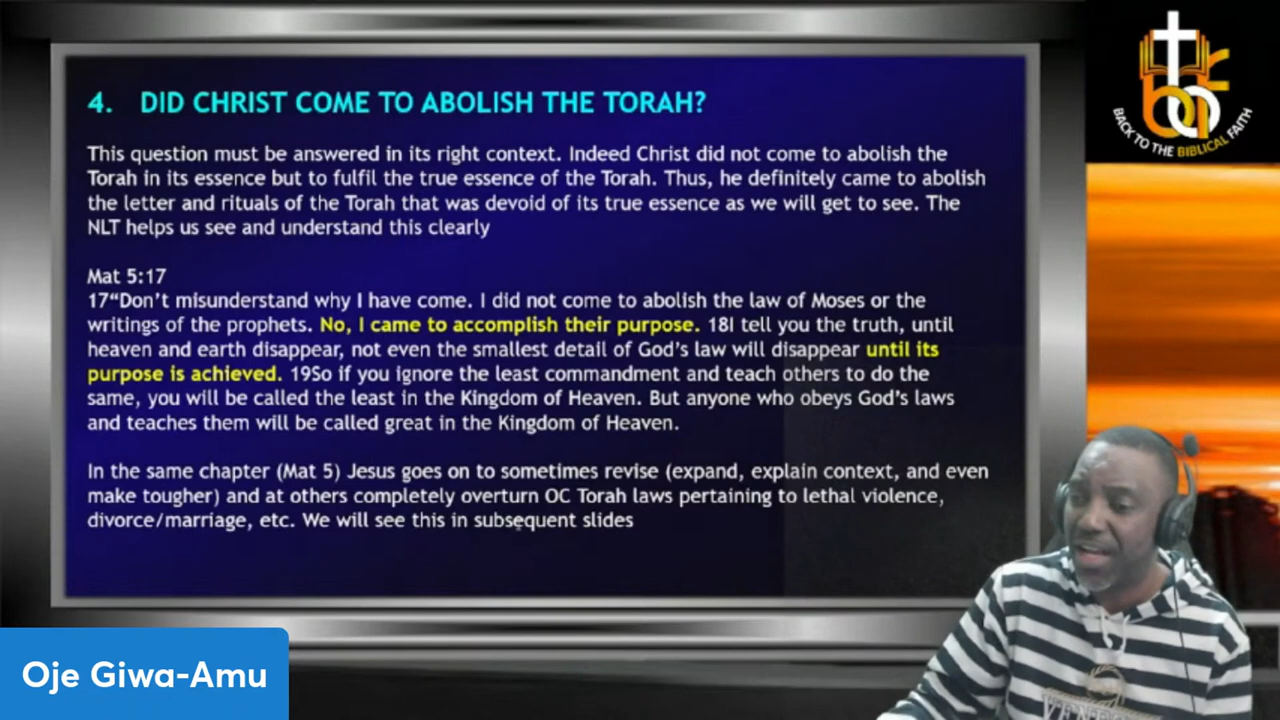 4. DID CHRIST COME TO ABOLISH THE TORAH?
This question must be answered in its right context. Indeed Christ did not come to abolish the
Torah in its essence but to fulfil the true essence of the Torah. Thus, he definitely came to abolish
the letter and rituals of the Torah that was devoid of its true essence as we will get to see. The
NLT helps us see and understand this clearly
Mat 5:17
17“Don’t misunderstand why I have come. I did not come to abolish the law of Moses or the
writings of the prophets. No, I came to accomplish their purpose. 18I tell you the truth, until
heaven and earth disappear, not even the smallest detail of God’s law will disappear until its
purpose is achieved. 19So if you ignore the least commandment and teach others to do the
same, you will be called the least in the Kingdom of Heaven. But anyone who obeys God’s laws
and teaches them will be called great in the Kingdom of Heaven.
In the same chapter (Mat 5) Jesus goes on to sometimes revise (expand, explain context, and even
make tougher) and at others completely overturn OC Torah laws pertaining to lethal violence,
divorce/marriage, etc. We will see this in subsequent slides
BACK TO THE BIBLICAL FAITH
Oje Giwa-Amu